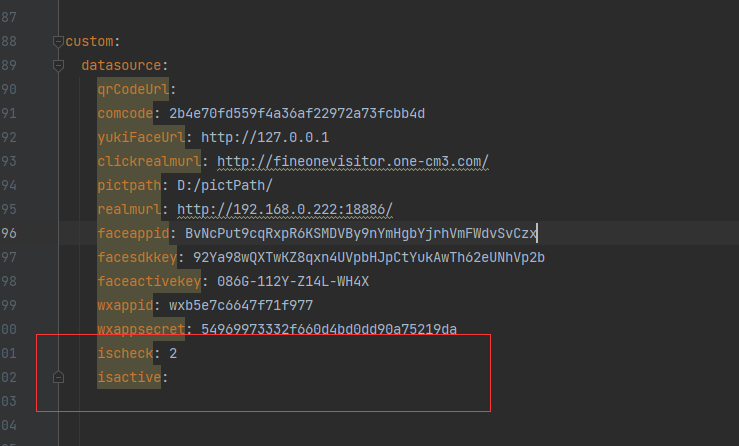 87
88 custom:
89 datasource:
90 qrCodeUrl:
91 comcode: 2b4e70fd559f4a36af22972a73fcbb4d
92 yukiFaceUrl: http://127.0.0.1
93 clickrealmurl: http://fineonevisitor.one-cm3.com/
94 pictpath: D:/pictPath/
95 realmurl: http://192.168.0.222:18886/
96 faceappid: BvNcPut9cqRxpR6KSMDVBy9nYmHgbYjrhVmFWdvSvCzx
97 facesdkkey: 92Ya98wQXTwKZ8qxn4UVpbHJpCtYukAwTh62eUNhVp2b
98 faceactivekey: 086G-112Y-Z14L-WH4X
99 wxappid: wxb5e7c6647f71f977
00 wxappsecret: 54969973332f660d4bd0dd90a75219da
01 ischeck: 2
02 isactive:
03